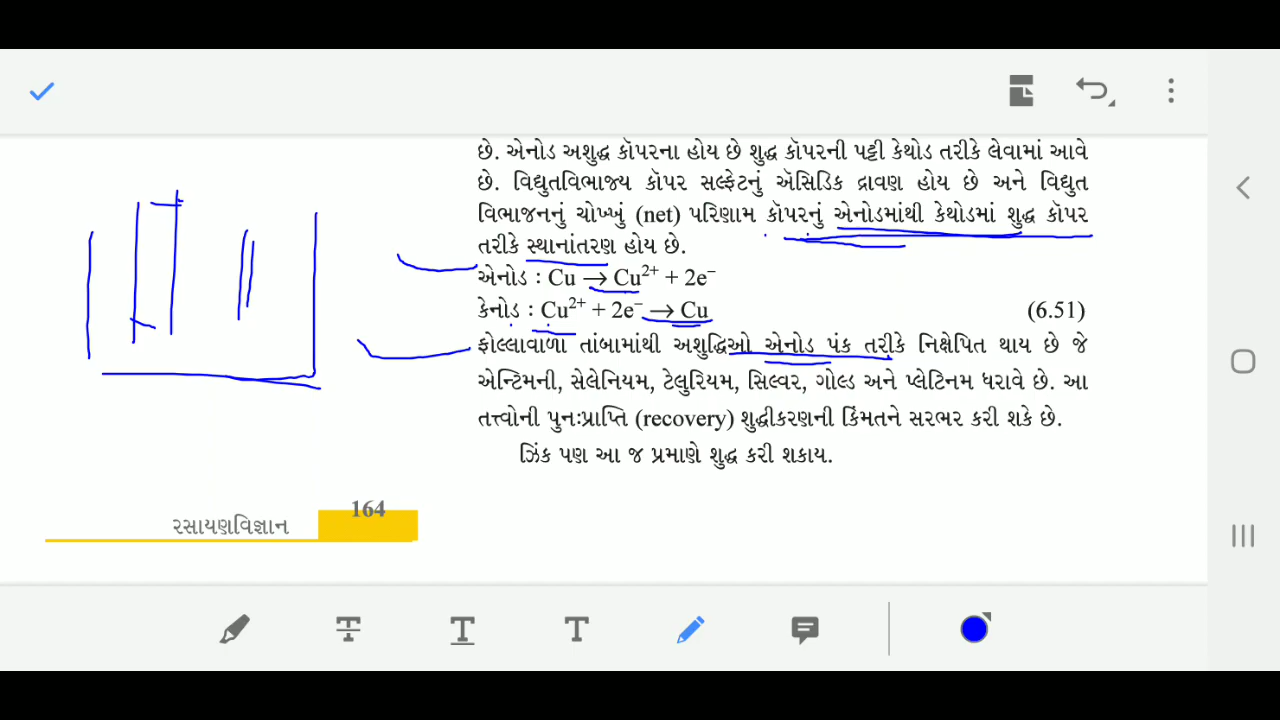 છે. એનોડ અશુદ્ધ કૉપરના હોય છે શુદ્ધ કૉપરની પટ્ટી કેથોડ તરીકે લેવામાં આવે
છે. વિદ્યુતવિભાજ્ય કૉપર સલ્ફેટનું ઍસિડિક દ્રાવણ હોય છે અને વિદ્યુત
વિભાજનનું ચોખ્ખું (net) પરિણામ કૉપરનું એનોડમાંથી કેથોડમાં શુદ્ધ કૉપર
તરીકે સ્થાનાંતરણ હોય છે.
એનોડ : Cu → Cu²⁺ + 2e⁻
કેનોડ : Cu²⁺ + 2e⁻ → Cu (6.51)
ફોલ્લાવાળા તાંબામાંથી અશુદ્ધિઓ એનોડ પંક તરીકે નિક્ષેપિત થાય છે જે
એન્ટિમની, સેલેનિયમ, ટેલુરિયમ, સિલ્વર, ગોલ્ડ અને પ્લેટિનમ ધરાવે છે. આ
તત્ત્વોની પુનઃપ્રાપ્તિ (recovery) શુદ્ધીકરણની કિંમતને સરભર કરી શકે છે.
ઝિંક પણ આ જ પ્રમાણે શુદ્ધ કરી શકાય.
164
રસાયણવિજ્ઞાન